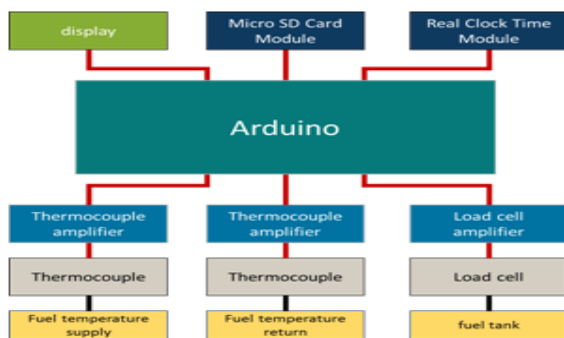 display
Micro SD Card
Module
Real Clock Time
Module
Arduino
Thermocouple
amplifier
Thermocouple
amplifier
Load cell
amplifier
Thermocouple
Thermocouple
Load cell
Fuel temperature
supply
Fuel temperature
return
fuel tank